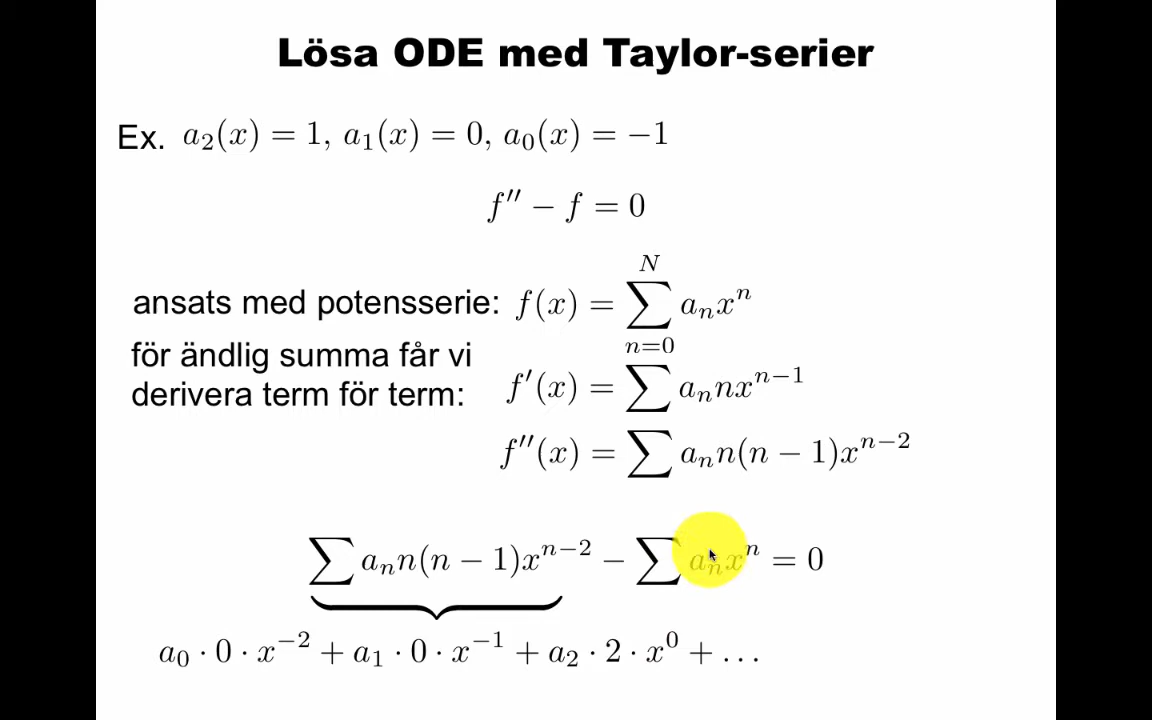 Lösa ODE med Taylor-serier
Ex. a₂(x) = 1, a₁(x) = 0, a₀(x) = −1
f″ − f = 0
ansats med potensserie: f(x) = ∑_{n=0}^{N} aₙxⁿ
för ändlig summa får vi
derivera term för term: f′(x) = ∑ aₙnxⁿ⁻¹
f″(x) = ∑ aₙn(n − 1)xⁿ⁻²
∑ aₙn(n − 1)xⁿ⁻² − ∑ aₙxⁿ = 0
a₀ · 0 · x⁻² + a₁ · 0 · x⁻¹ + a₂ · 2 · x⁰ + …